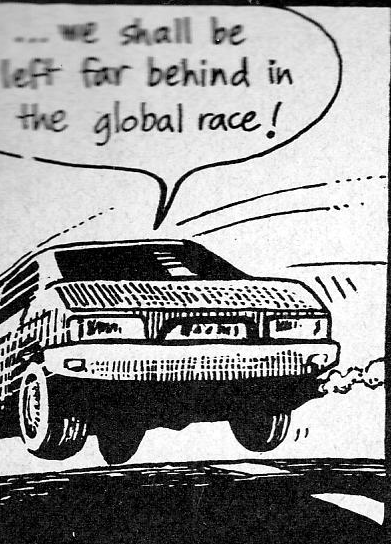 ... we shall be
left far behind in
the global race!